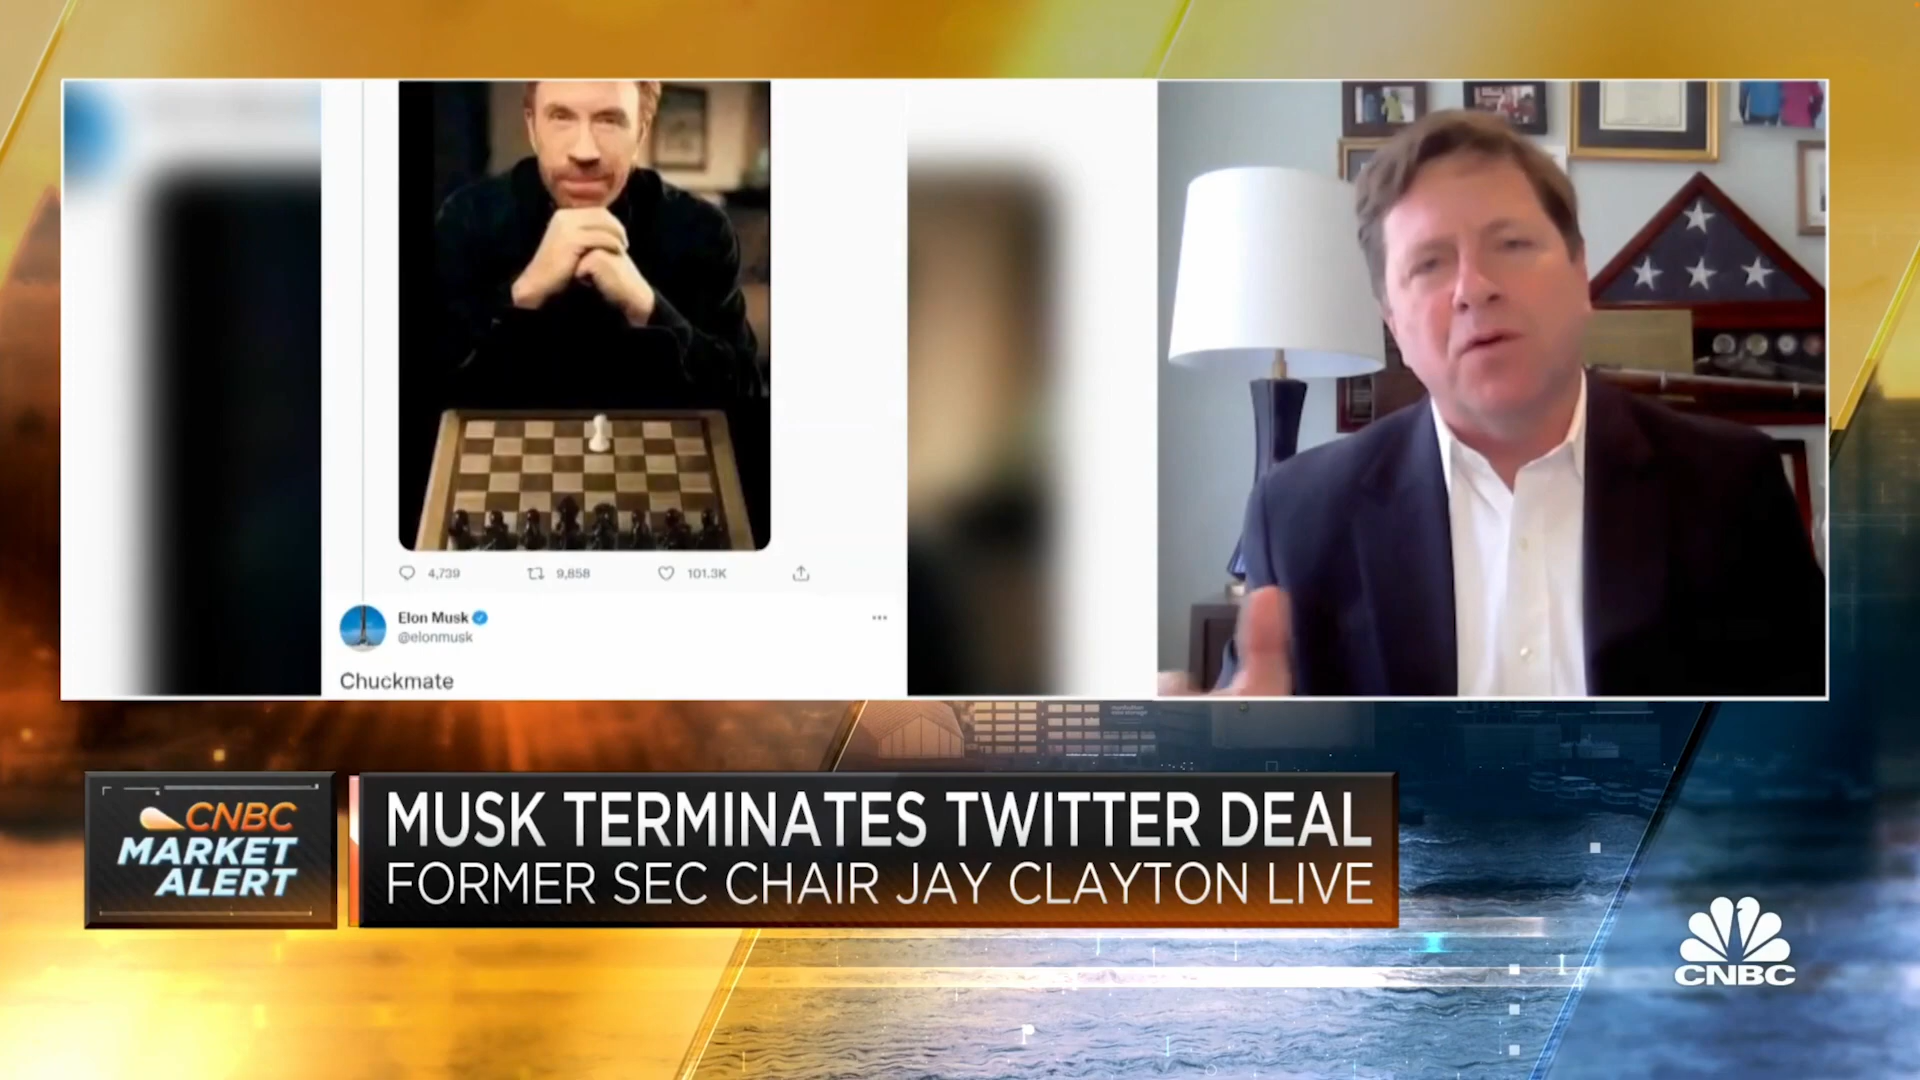 4,739 9,858 101.3K
Elon Musk
@elonmusk
Chuckmate
CNBC
MARKET
ALERT
MUSK TERMINATES TWITTER DEAL
FORMER SEC CHAIR JAY CLAYTON LIVE
CNBC